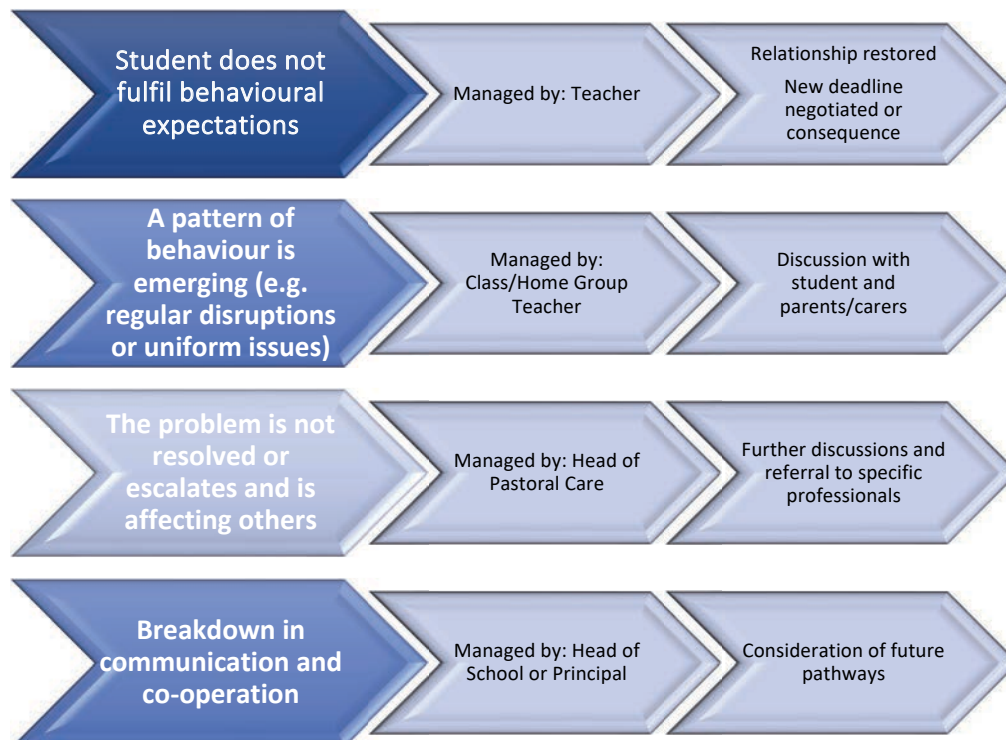 Student does not
fulfil behavioural
expectations
Managed by: Teacher
Relationship restored
New deadline
negotiated or
consequence
A pattern of
behaviour is
emerging (e.g.
regular disruptions
or uniform issues)
Managed by:
Class/Home Group
Teacher
Discussion with
student and
parents/carers
The problem is not
resolved or
escalates and is
affecting others
Managed by: Head of
Pastoral Care
Further discussions and
referral to specific
professionals
Breakdown in
communication and
co-operation
Managed by: Head of
School or Principal
Consideration of future
pathways